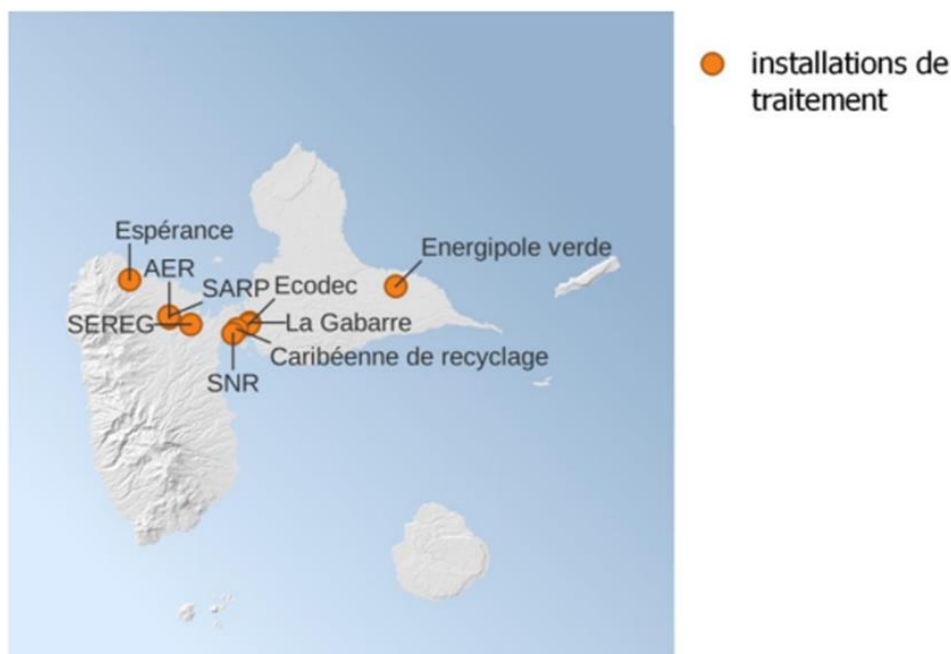 installations de
traitement
Espérance
AER
Energipole verde
SARP
Ecodec
SEREG
La Gabarre
Caribéenne de recyclage
SNR